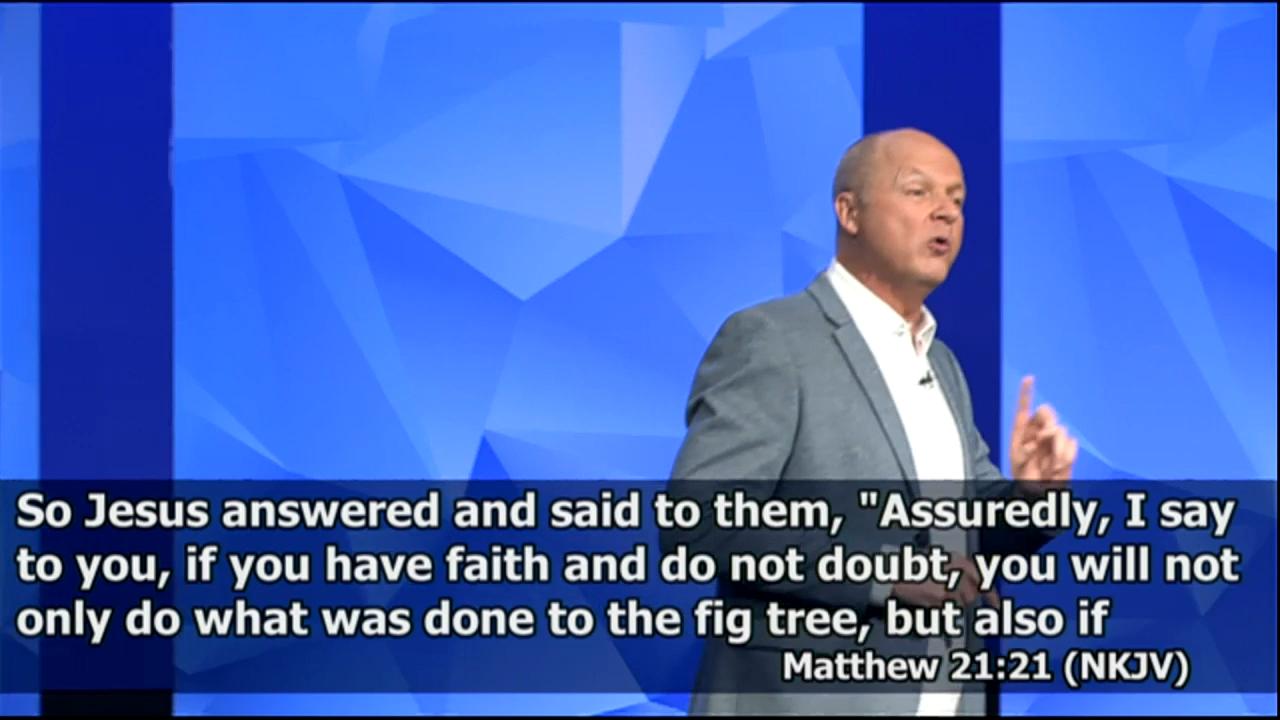 So Jesus answered and said to them, "Assuredly, I say
to you, if you have faith and do not doubt, you will not
only do what was done to the fig tree, but also if
Matthew 21:21 (NKJV)